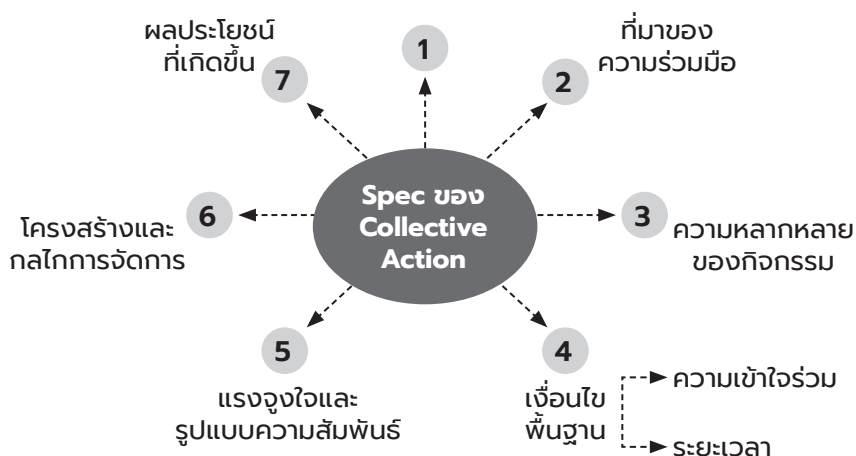 Spec ของ
Collective
Action
1
2
ที่มาของ
ความร่วมมือ
3
ความหลากหลาย
ของกิจกรรม
4
เงื่อนไข
พื้นฐาน
ความเข้าใจร่วม
ระยะเวลา
5
แรงจูงใจและ
รูปแบบความสัมพันธ์
6
โครงสร้างและ
กลไกการจัดการ
7
ผลประโยชน์
ที่เกิดขึ้น